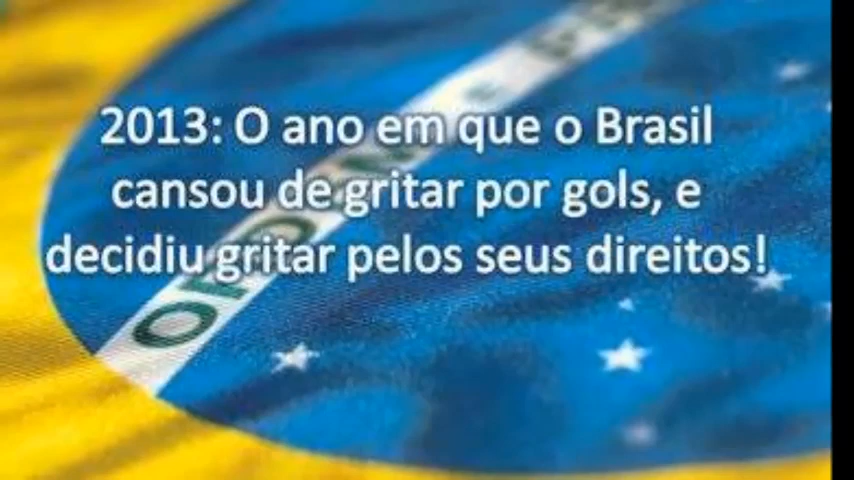 2013: O ano em que o Brasil
cansou de gritar por gols, e
decidiu gritar pelos seus direitos!